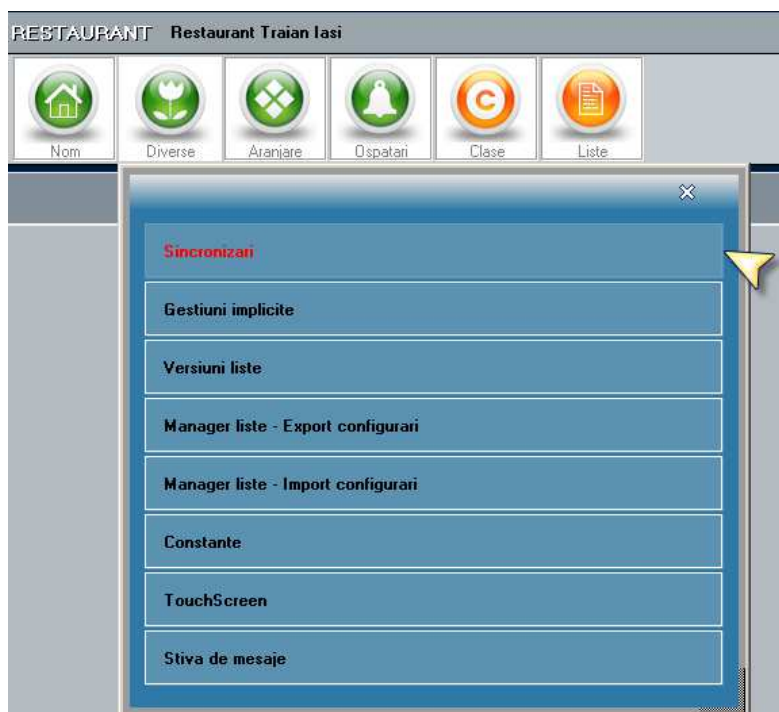 RESTAURANT Restaurant Traian Iasi
Nom Diverse Aranjare Ospatari Clase Liste
Sincronizari
Gestiuni implicite
Versiuni liste
Manager liste - Export configurari
Manager liste - Import configurari
Constante
TouchScreen
Stiva de mesaje